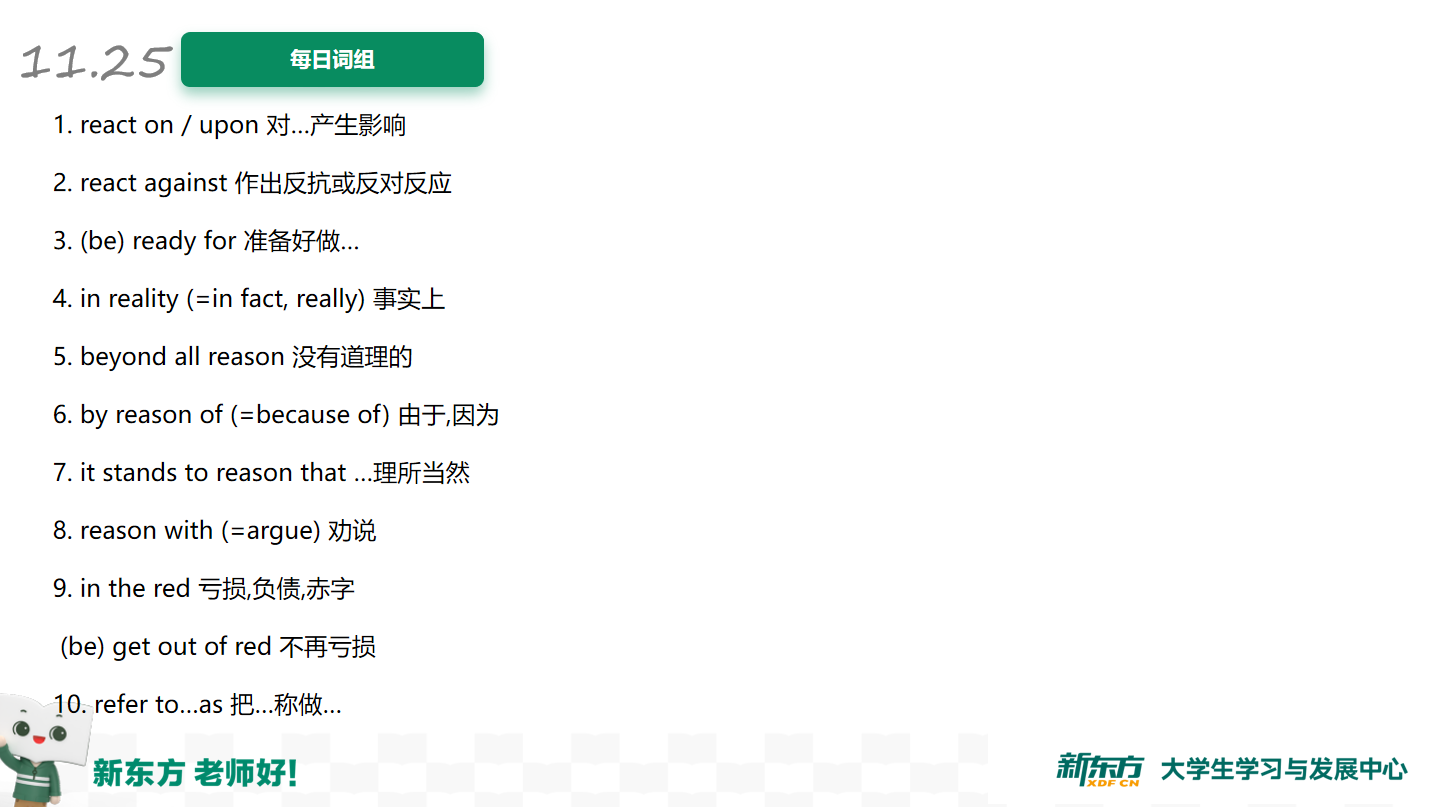 11.25 每日词组
1. react on / upon 对…产生影响
2. react against 作出反抗或反对反应
3. (be) ready for 准备好做…
4. in reality (=in fact, really) 事实上
5. beyond all reason 没有道理的
6. by reason of (=because of) 由于,因为
7. it stands to reason that …理所当然
8. reason with (=argue) 劝说
9. in the red 亏损,负债,赤字
(be) get out of red 不再亏损
10. refer to…as 把…称做…
新东方 老师好!
新东方 XDF.CN 大学生学习与发展中心